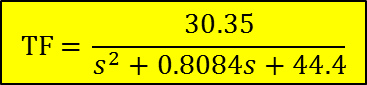 TF = 30.35 / (s² + 0.8084s + 44.4)